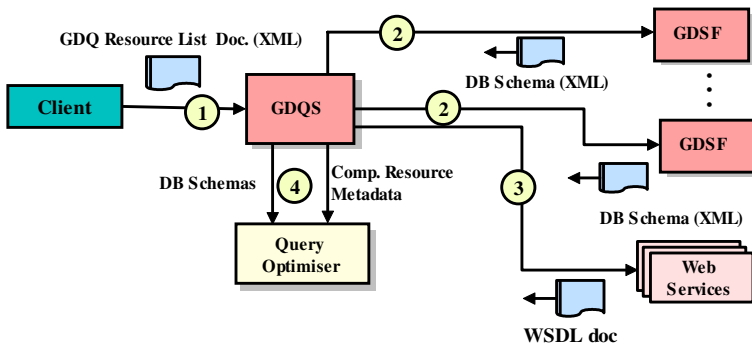 GDQ Resource List Doc. (XML)
2
GDSF
DB Schema (XML)
Client
1
GDQS
2
GDSF
DB Schemas
4
Comp. Resource
Metadata
3
DB Schema (XML)
Query
Optimiser
Web
Services
WSDL doc